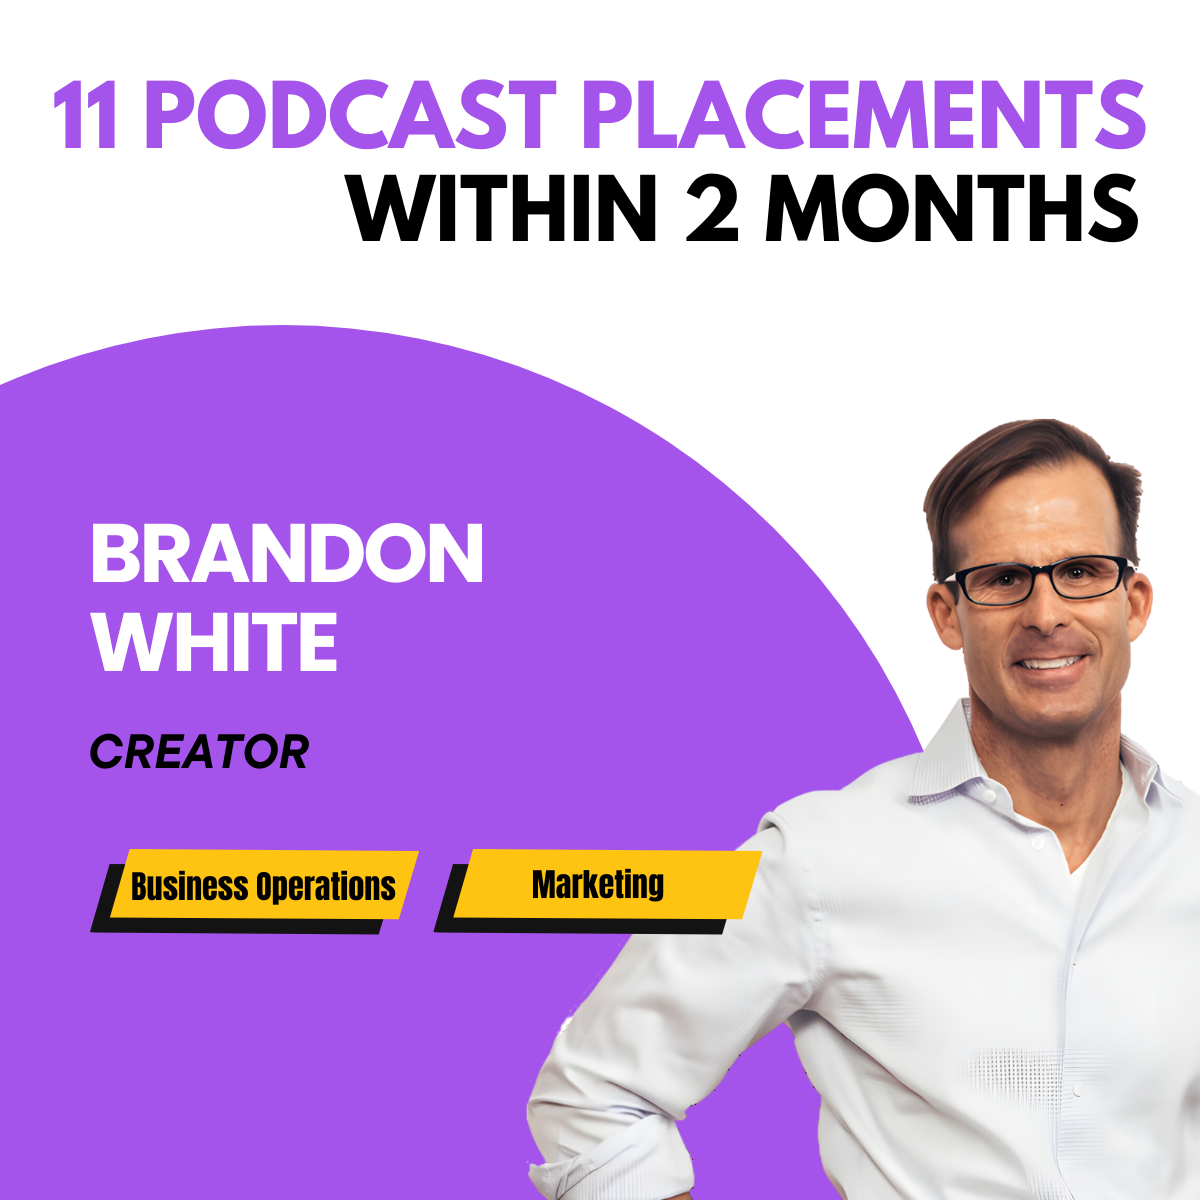 11 PODCAST PLACEMENTS
WITHIN 2 MONTHS
BRANDON
WHITE
CREATOR
Business Operations
Marketing